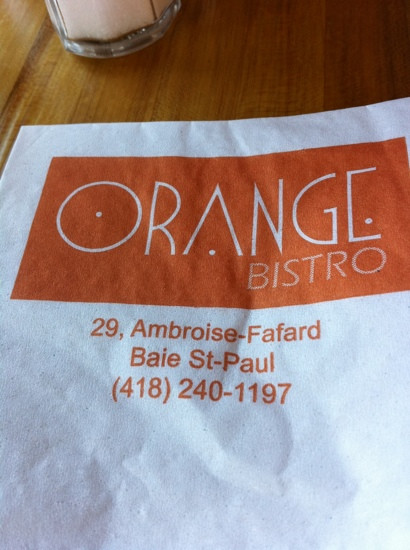 ORANGE
BISTRO
29, Ambroise-Fafard
Baie St-Paul
(418) 240-1197